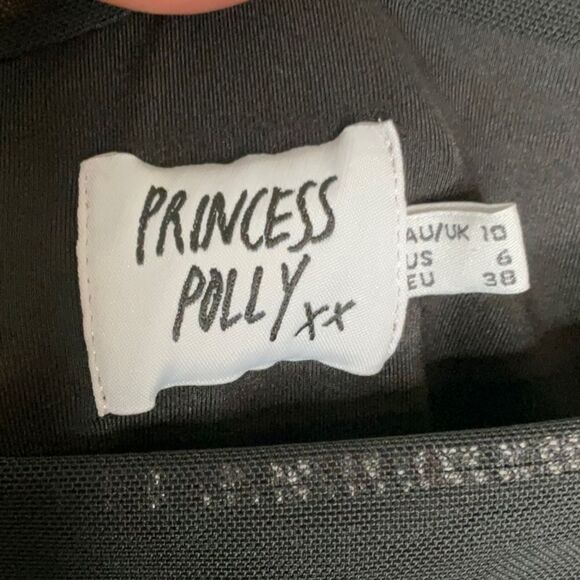 PRINCESS
POLLY xx
AU/UK 10
US 6
EU 38